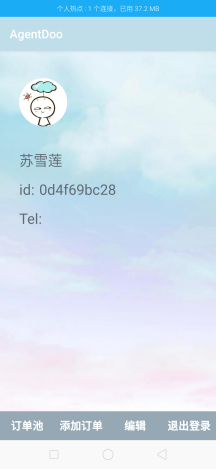 个人热点：1 个连接，已用 37.2 MB
AgentDoo
苏雪莲
id: 0d4f69bc28
Tel:
订单池 添加订单 编辑 退出登录